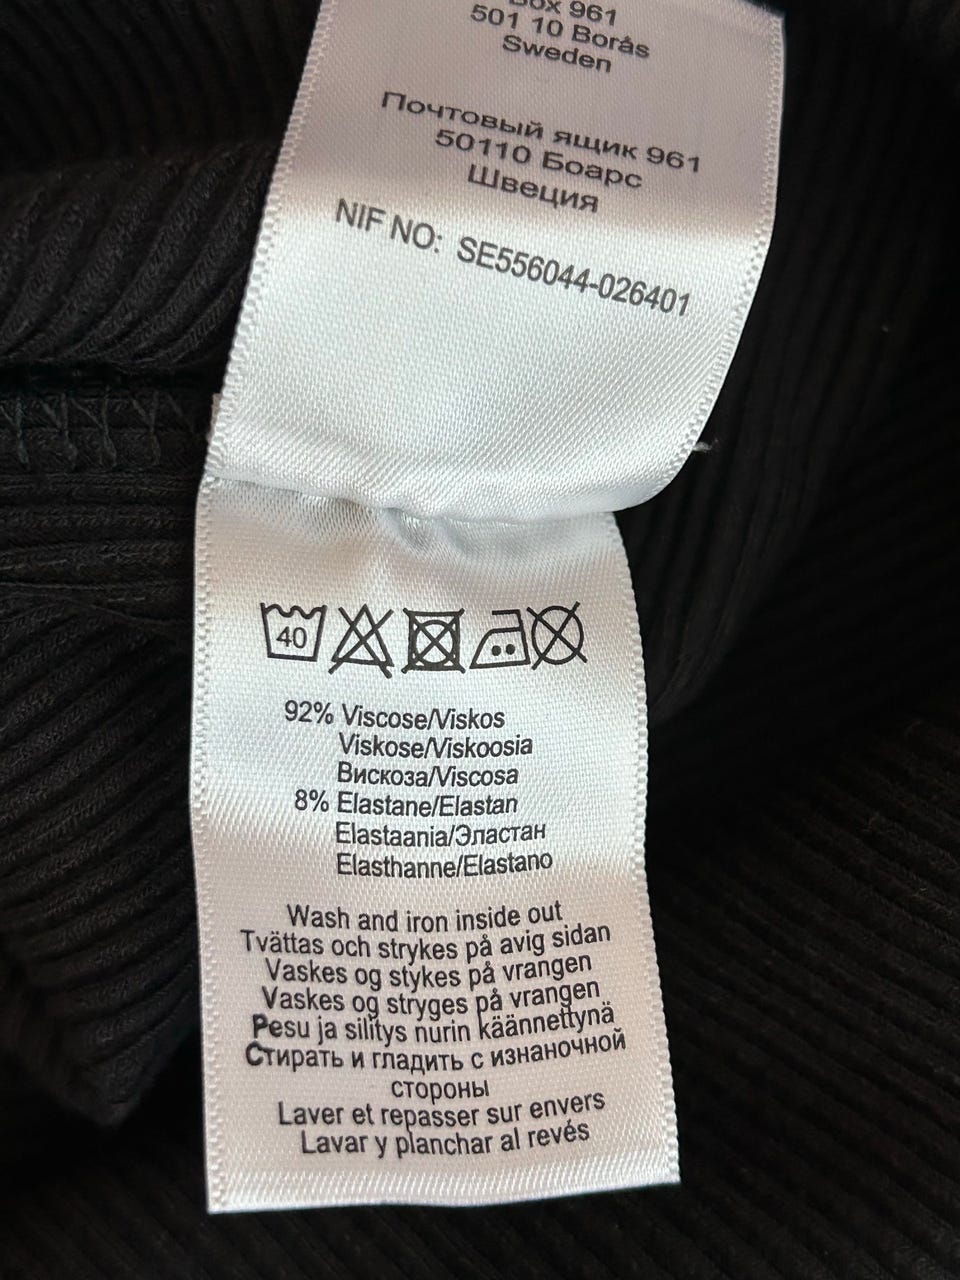 Box 961
501 10 Borås
Sweden
Почтовый ящик 961
50110 Боарс
Швеция
NIF NO: SE556044-026401
40
92% Viscose/Viskos
Viskose/Viskoosia
Вискоза/Viscosa
8% Elastane/Elastan
Elastaania/Эластан
Elasthanne/Elastano
Wash and iron inside out
Tvättas och strykes på avig sidan
Vaskes og stykes på vrangen
Vaskes og stryges på vrangen
Pesu ja silitys nurin käännettynä
Стирать и гладить с изнаночной
стороны
Laver et repasser sur envers
Lavar y planchar al revés